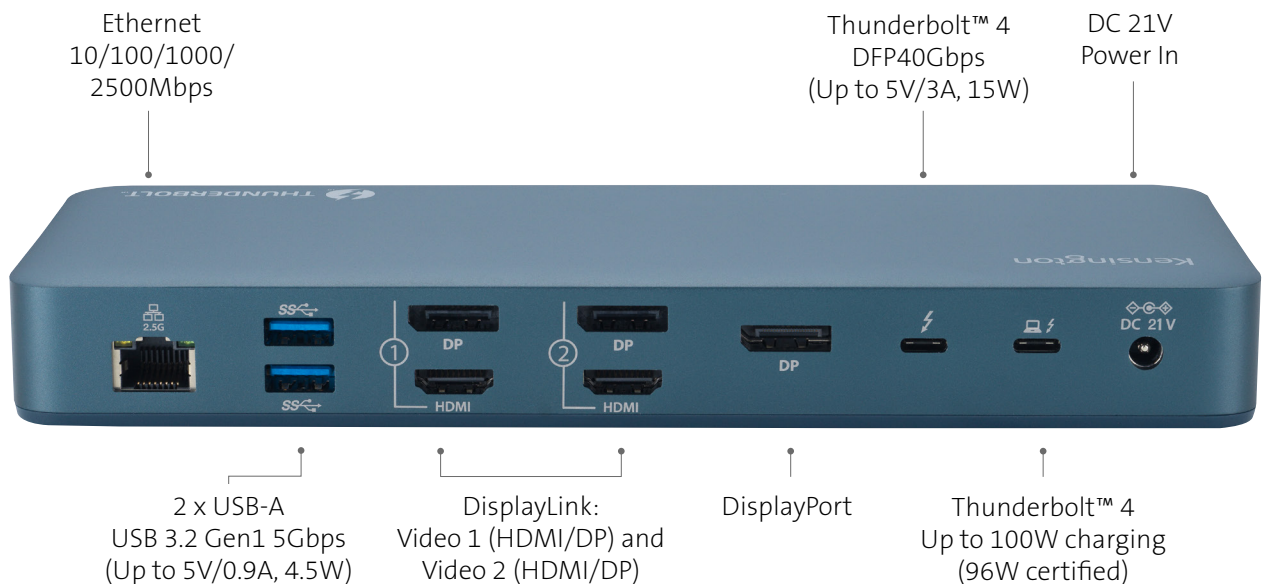 Ethernet
10/100/1000/
2500Mbps
Thunderbolt™ 4
DFP40Gbps
(Up to 5V/3A, 15W)
DC 21V
Power In
THUNDERBOLT™
Kensington
2.5G
SS
SS
1
DP
HDMI
2
DP
HDMI
DP
DC 21V
2 x USB-A
USB 3.2 Gen1 5Gbps
(Up to 5V/0.9A, 4.5W)
DisplayLink:
Video 1 (HDMI/DP) and
Video 2 (HDMI/DP)
DisplayPort
Thunderbolt™ 4
Up to 100W charging
(96W certified)